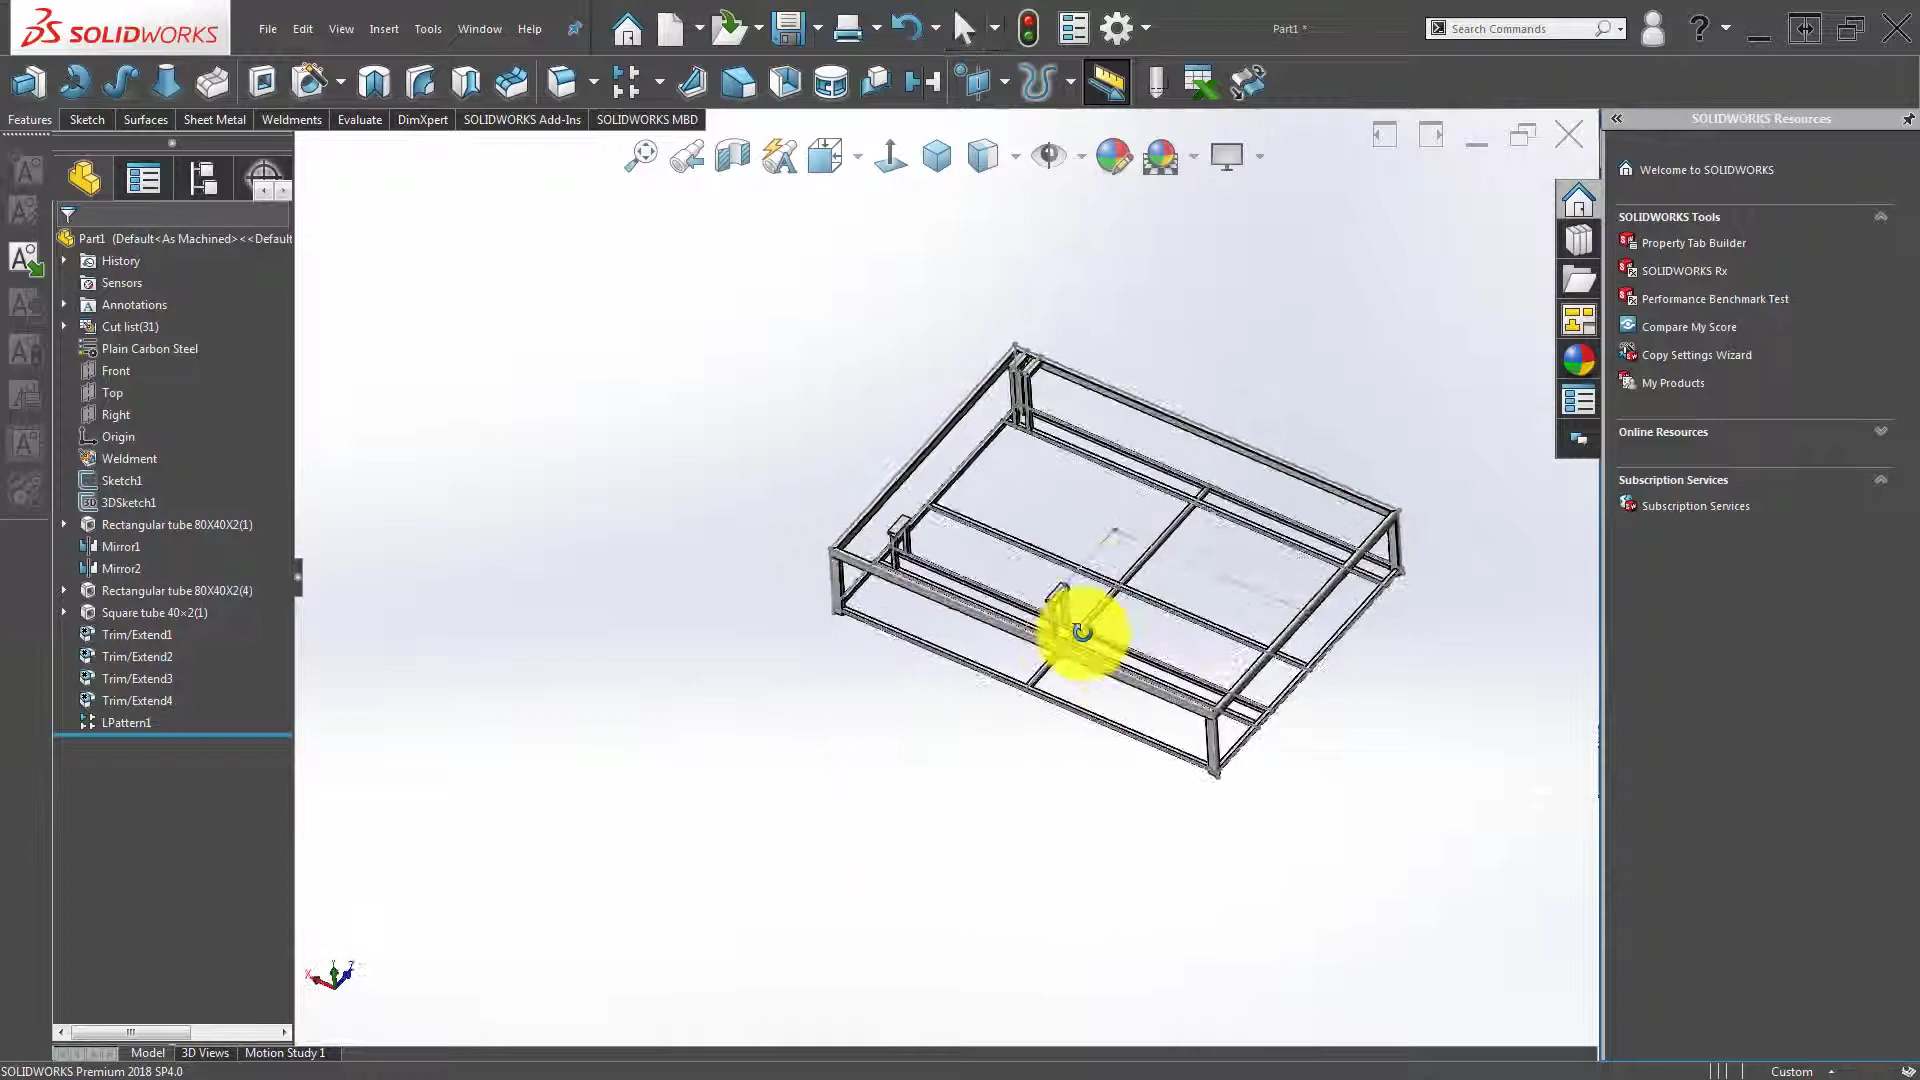 SOLIDWORKS
File Edit View Insert Tools Window Help
Part1 *
Search Commands
Features Sketch Surfaces Sheet Metal Weldments Evaluate DimXpert SOLIDWORKS Add-Ins SOLIDWORKS MBD
Part1 (Default<As Machined><<Default
History
Sensors
Annotations
Cut list(31)
Plain Carbon Steel
Front
Top
Right
Origin
Weldment
Sketch1
3DSketch1
Rectangular tube 80X40X2(1)
Mirror1
Mirror2
Rectangular tube 80X40X2(4)
Square tube 40×2(1)
Trim/Extend1
Trim/Extend2
Trim/Extend3
Trim/Extend4
LPattern1
X Y Z
Model 3D Views Motion Study 1
SOLIDWORKS Premium 2018 SP4.0
Custom
SOLIDWORKS Resources
Welcome to SOLIDWORKS
SOLIDWORKS Tools
Property Tab Builder
SOLIDWORKS Rx
Performance Benchmark Test
Compare My Score
Copy Settings Wizard
My Products
Online Resources
Subscription Services
Subscription Services